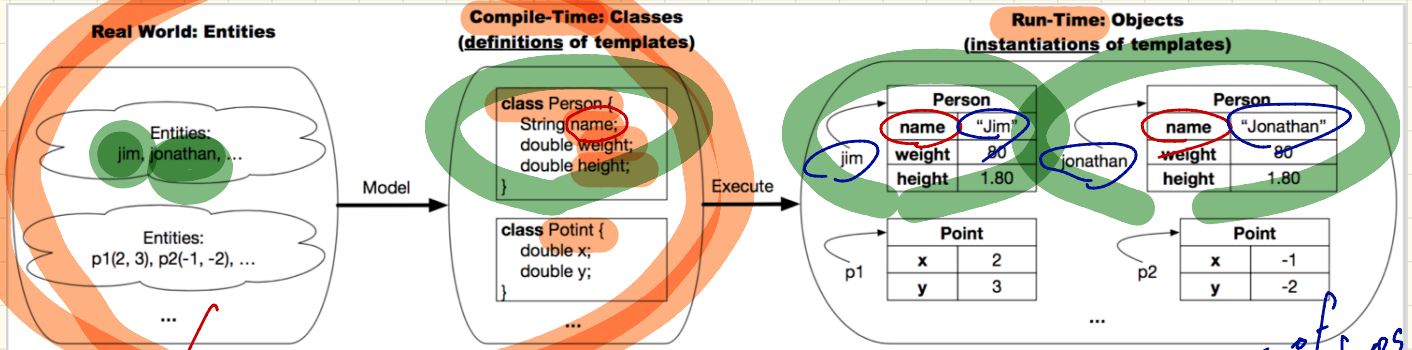 Real World: Entities
Entities:
jim, jonathan, ...
Entities:
p1(2, 3), p2(-1, -2), ...
...
Model
Compile-Time: Classes
(definitions of templates)
class Person {
String name;
double weight;
double height;
}
class Potint {
double x;
double y;
}
...
Execute
Run-Time: Objects
(instantiations of templates)
jim
Person
name “Jim”
weight 80
height 1.80
jonathan
Person
name “Jonathan”
weight 80
height 1.80
p1
Point
x 2
y 3
p2
Point
x -1
y -2
...
of